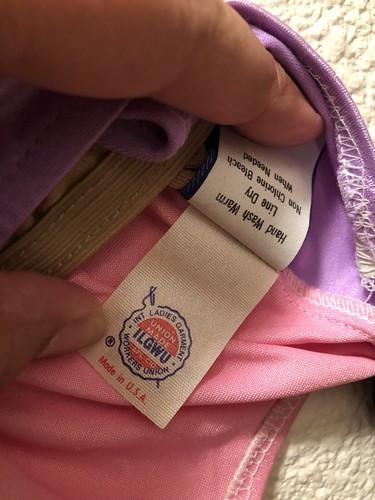 Hand Wash Warm
Line Dry
Non Chlorine Bleach
When Needed
INT. LADIES GARMENT
WORKERS UNION
UNION
MADE
ILGWU
®
Made in U.S.A.